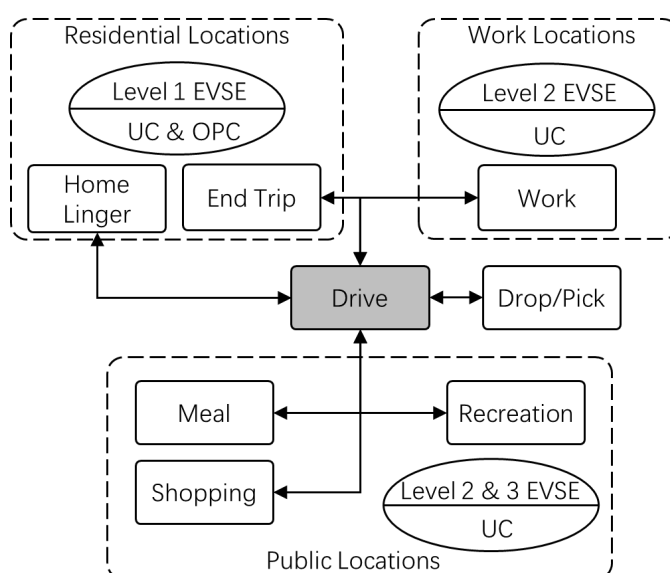 Residential Locations
Level 1 EVSE
UC & OPC
Home
Linger
End Trip
Work Locations
Level 2 EVSE
UC
Work
Drive
Drop/Pick
Meal
Recreation
Shopping
Level 2 & 3 EVSE
UC
Public Locations